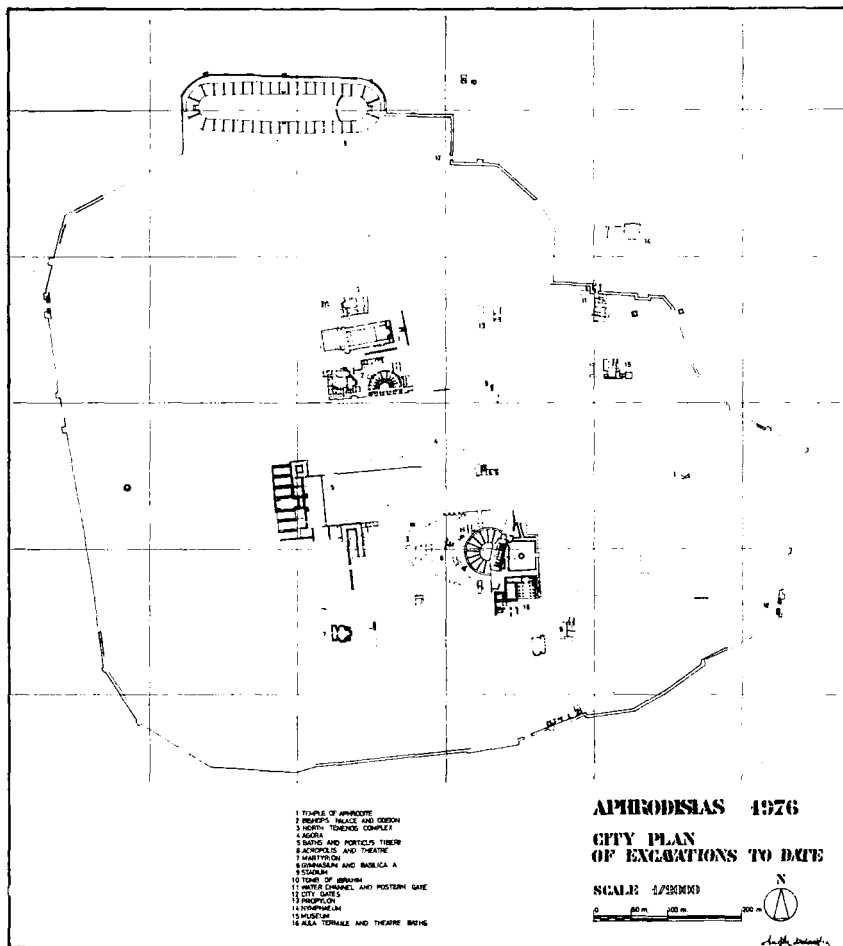 1 TEMPLE OF APHRODITE
2 BISHOPS PALACE AND ODEON
3 NORTH TEMENOS COMPLEX
4 AGORA
5 BATHS AND PORTICUS TIBERII
6 ACROPOLIS AND THEATRE
7 MARTYRION
8 GYMNASIUM AND BASILICA A
9 STADIUM
10 TOMB OF IBRAHIM
11 WATER CHANNEL AND POSTERN GATE
12 CITY GATES
13 PROPYLON
14 NYMPHAEUM
15 MUSEUM
16 AULA TERMALE AND THEATRE BATHS
APHRODISIAS 1976
CITY PLAN
OF EXCAVATIONS TO DATE
SCALE 1/2000
N
0 50 m 100 m 200 m